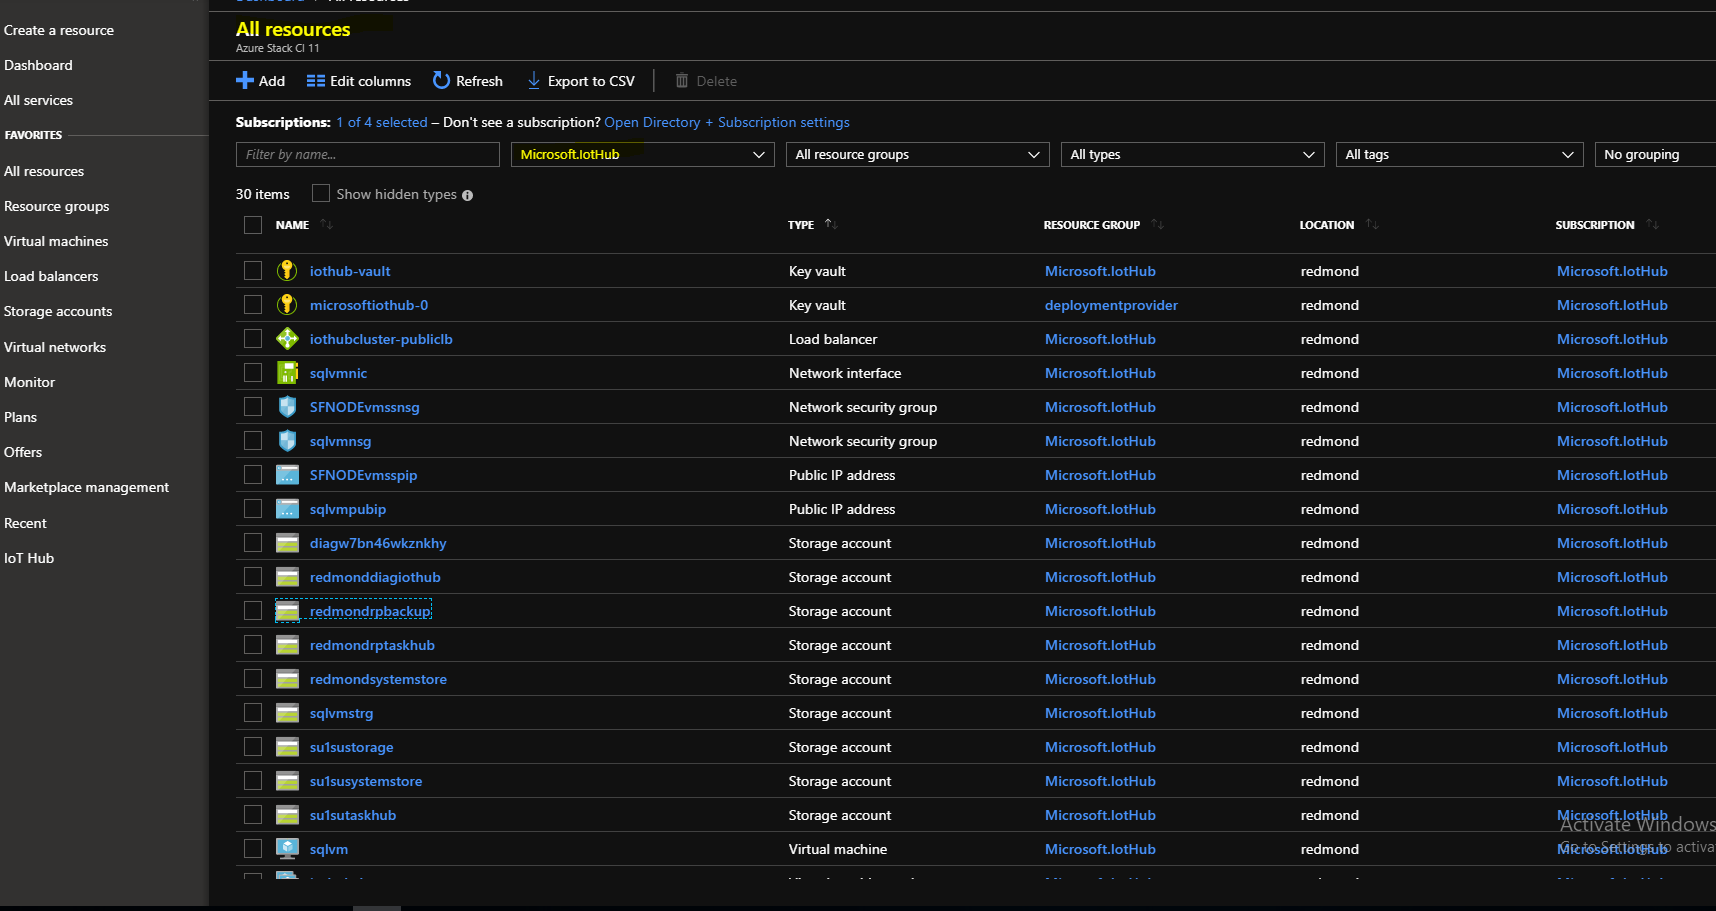 Create a resource
Dashboard
All services
FAVORITES
All resources
Resource groups
Virtual machines
Load balancers
Storage accounts
Virtual networks
Monitor
Plans
Offers
Marketplace management
Recent
IoT Hub
All resources
Azure Stack CI 11
Add Edit columns Refresh Export to CSV Delete
Subscriptions: 1 of 4 selected – Don't see a subscription? Open Directory + Subscription settings
Filter by name... Microsoft.IotHub All resource groups All types All tags No grouping
30 items Show hidden types
NAME TYPE RESOURCE GROUP LOCATION SUBSCRIPTION
iothub-vault Key vault Microsoft.IotHub redmond Microsoft.IotHub
microsoftiothub-0 Key vault deploymentprovider redmond Microsoft.IotHub
iothubcluster-publiclb Load balancer Microsoft.IotHub redmond Microsoft.IotHub
sqlvmnic Network interface Microsoft.IotHub redmond Microsoft.IotHub
SFNODEvmssnsg Network security group Microsoft.IotHub redmond Microsoft.IotHub
sqlvmnsg Network security group Microsoft.IotHub redmond Microsoft.IotHub
SFNODEvmsspip Public IP address Microsoft.IotHub redmond Microsoft.IotHub
sqlvmpubip Public IP address Microsoft.IotHub redmond Microsoft.IotHub
diagw7bn46wkznkhy Storage account Microsoft.IotHub redmond Microsoft.IotHub
redmonddiagiothub Storage account Microsoft.IotHub redmond Microsoft.IotHub
redmondrpbackup Storage account Microsoft.IotHub redmond Microsoft.IotHub
redmondrptaskhub Storage account Microsoft.IotHub redmond Microsoft.IotHub
redmondsystemstore Storage account Microsoft.IotHub redmond Microsoft.IotHub
sqlvmstrg Storage account Microsoft.IotHub redmond Microsoft.IotHub
su1sustorage Storage account Microsoft.IotHub redmond Microsoft.IotHub
su1susystemstore Storage account Microsoft.IotHub redmond Microsoft.IotHub
su1sutaskhub Storage account Microsoft.IotHub redmond Microsoft.IotHub
Activate Windows
sqlvm Virtual machine Microsoft.IotHub redmond Microsoft.IotHub
Go to Settings to activa